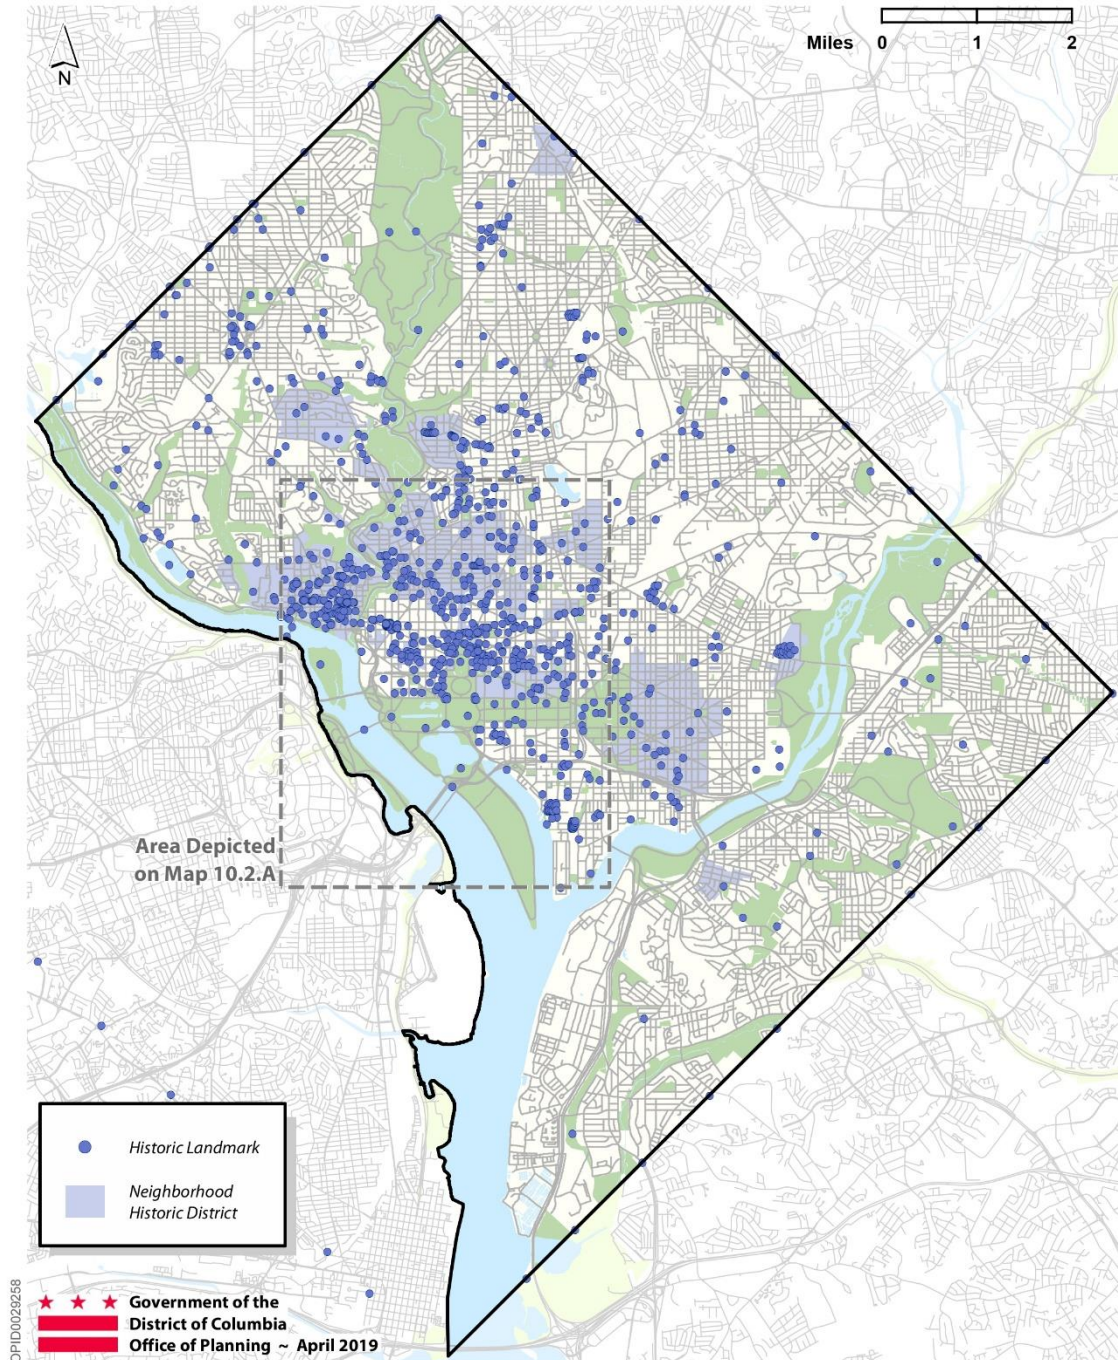 Miles 0 1 2
N
Area Depicted
on Map 10.2.A
Historic Landmark
Neighborhood
Historic District
Government of the
District of Columbia
Office of Planning ~ April 2019
OPID0029258